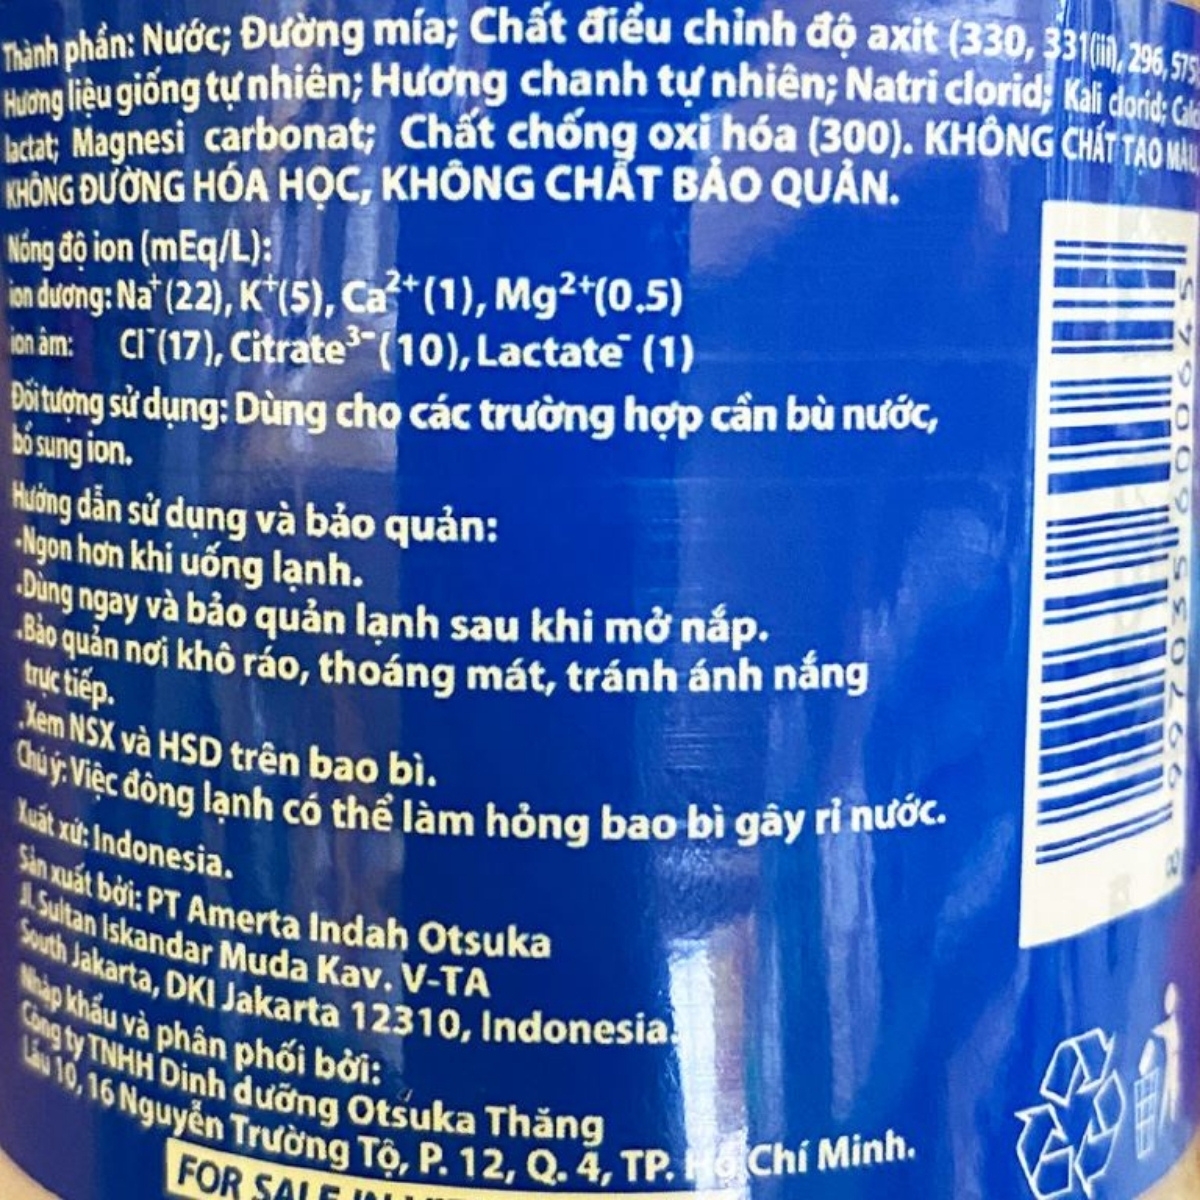 Thành phần: Nước; Đường mía; Chất điều chỉnh độ axit (330, 331(iii), 296, 575
Hương liệu giống tự nhiên; Hương chanh tự nhiên; Natri clorid; Kali clorid;
lactat; Magnesi carbonat; Chất chống oxi hóa (300). KHÔNG CHẤT TẠO
KHÔNG ĐƯỜNG HÓA HỌC, KHÔNG CHẤT BẢO QUẢN.
Nồng độ ion (mEq/L):
ion dương: Na⁺(22), K⁺(5), Ca²⁺(1), Mg²⁺(0.5)
ion âm: Cl⁻(17), Citrate³⁻(10), Lactate⁻ (1)
Đối tượng sử dụng: Dùng cho các trường hợp cần bù nước,
bổ sung ion.
Hướng dẫn sử dụng và bảo quản:
•Ngon hơn khi uống lạnh.
•Dùng ngay và bảo quản lạnh sau khi mở nắp.
•Bảo quản nơi khô ráo, thoáng mát, tránh ánh nắng
trực tiếp.
•Xem NSX và HSD trên bao bì.
Chú ý: Việc đông lạnh có thể làm hỏng bao bì gây rỉ nước.
Xuất xứ: Indonesia.
Sản xuất bởi: PT Amerta Indah Otsuka
Jl. Sultan Iskandar Muda Kav. V-TA
South Jakarta, DKI Jakarta 12310, Indonesia.
Nhập khẩu và phân phối bởi:
Công ty TNHH Dinh dưỡng Otsuka Thăng
Lầu 10, 16 Nguyễn Trường Tộ, P. 12, Q. 4, TP. Hồ Chí Minh.
FOR SALE IN
8 997035 600645